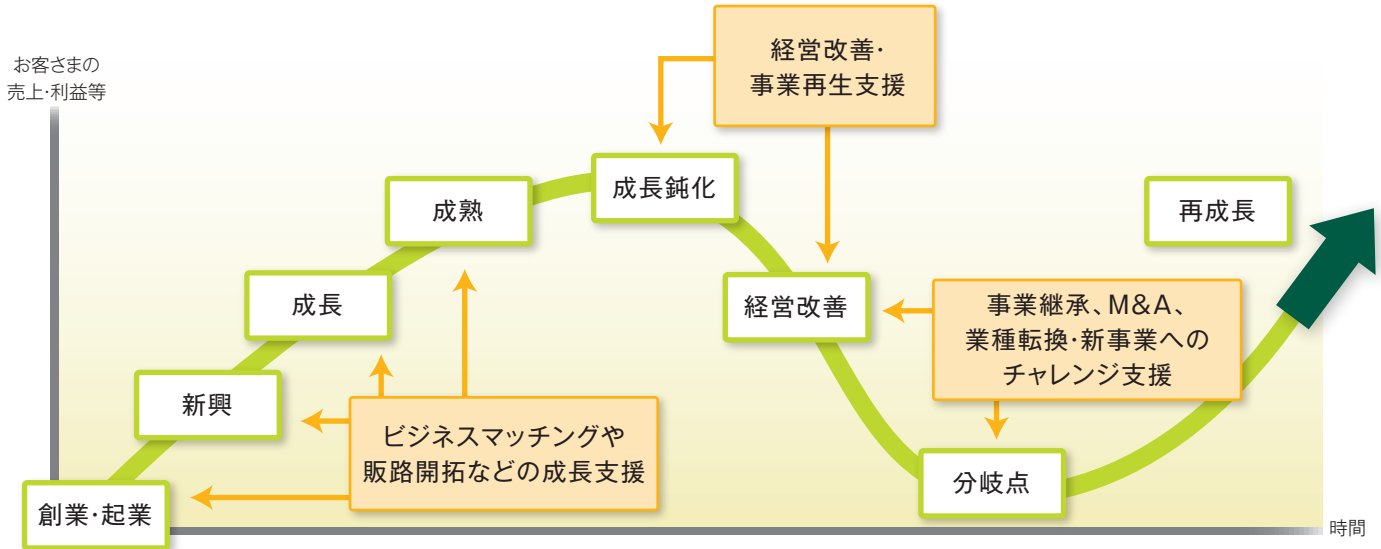 お客さまの
売上・利益等
経営改善・
事業再生支援
成長鈍化
成熟
再成長
成長
経営改善
事業継承、M&A、
業種転換・新事業への
チャレンジ支援
新興
ビジネスマッチングや
販路開拓などの成長支援
分岐点
創業・起業
時間